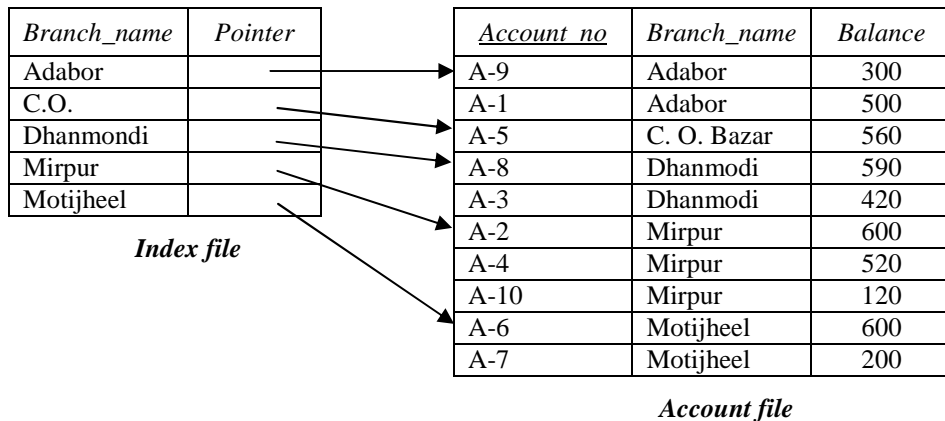 Branch_name Pointer
Adabor
C.O.
Dhanmondi
Mirpur
Motijheel
Index file
Account_no Branch_name Balance
A-9 Adabor 300
A-1 Adabor 500
A-5 C. O. Bazar 560
A-8 Dhanmodi 590
A-3 Dhanmodi 420
A-2 Mirpur 600
A-4 Mirpur 520
A-10 Mirpur 120
A-6 Motijheel 600
A-7 Motijheel 200
Account file